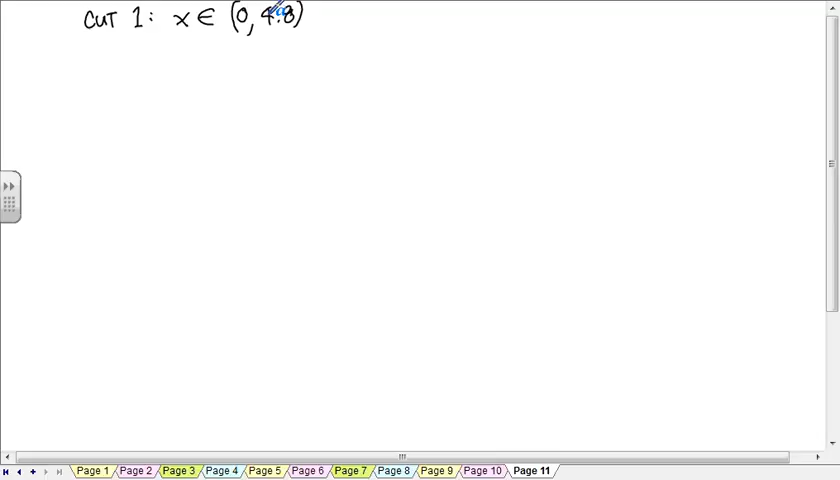 CUT 1: x ∈ (0, 4.8)
Page 1 Page 2 Page 3 Page 4 Page 5 Page 6 Page 7 Page 8 Page 9 Page 10 Page 11